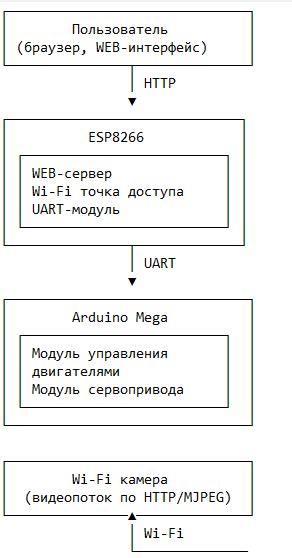 Пользователь
(браузер, WEB-интерфейс)
HTTP
ESP8266
WEB-сервер
Wi-Fi точка доступа
UART-модуль
UART
Arduino Mega
Модуль управления
двигателями
Модуль сервопривода
Wi-Fi камера
(видеопоток по HTTP/MJPEG)
Wi-Fi